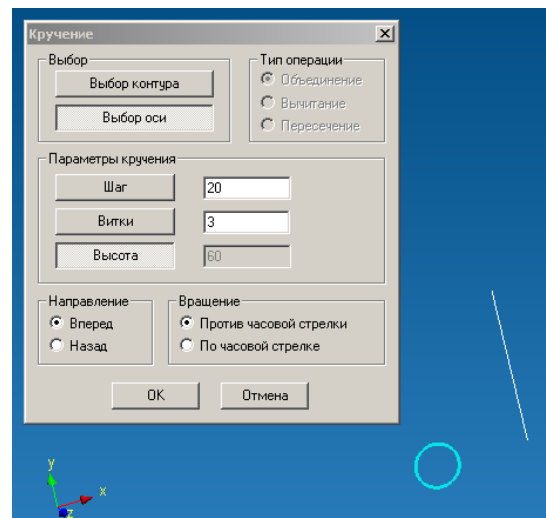 Кручение
Выбор
Выбор контура
Выбор оси
Тип операции
Объединение
Вычитание
Пересечение
Параметры кручения
Шаг 20
Витки 3
Высота 60
Направление
Вперед
Назад
Вращение
Против часовой стрелки
По часовой стрелке
OK Отмена
y
x
z